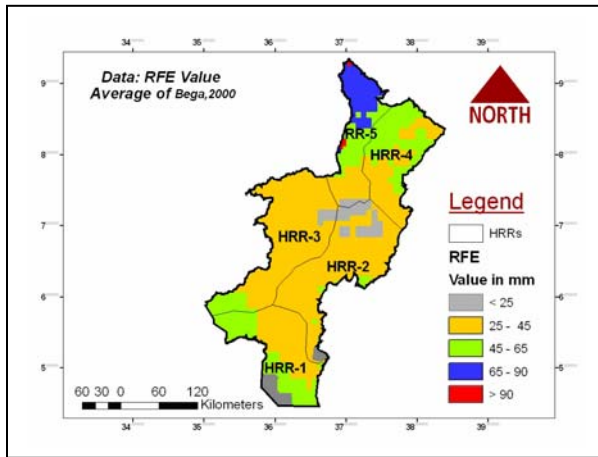 34 35 36 37 38 39
Data: RFE Value
Average of Bega,2000
NORTH
9 9
8 8
7 7
6 6
5 5
RR-5
HRR-4
HRR-3
HRR-2
HRR-1
Legend
HRRs
RFE
Value in mm
< 25
25 - 45
45 - 65
65 - 90
> 90
60 30 0 60 120
Kilometers
34 35 36 37 38 39